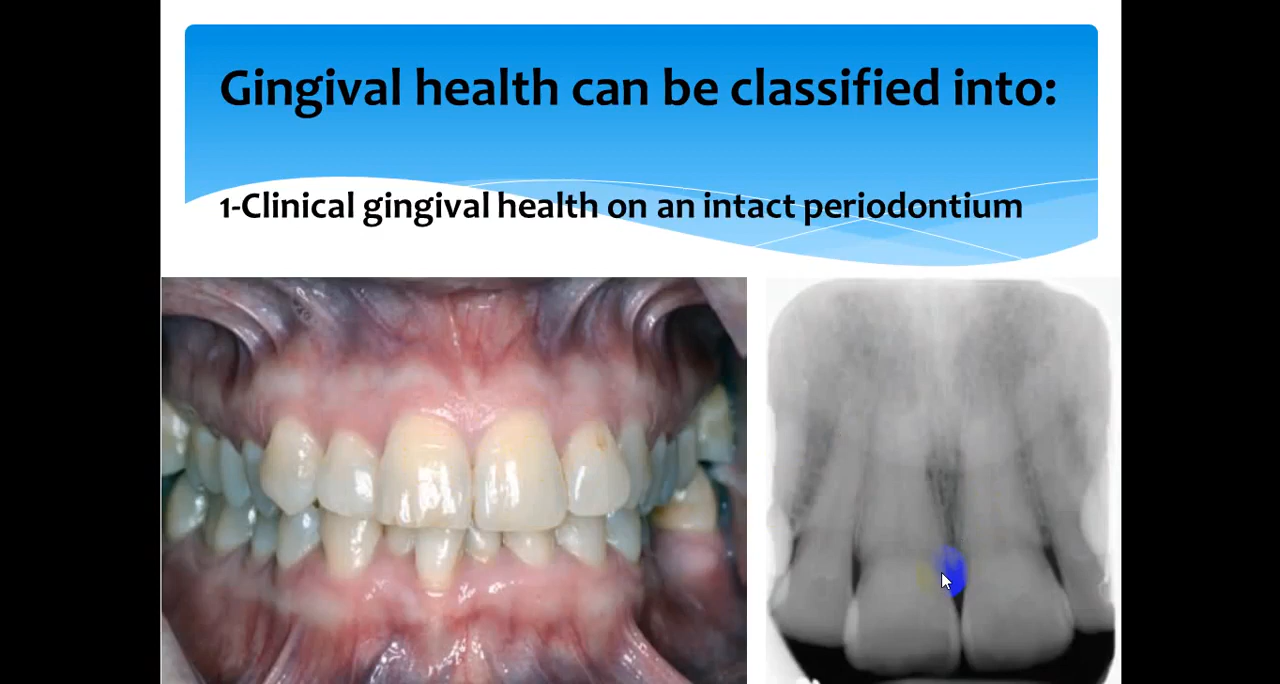 Gingival health can be classified into:
1-Clinical gingival health on an intact periodontium